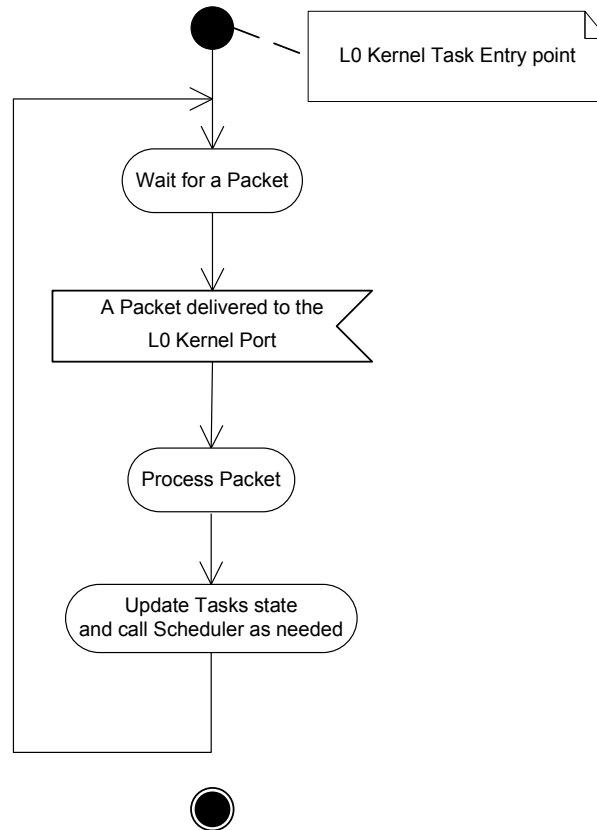 L0 Kernel Task Entry point
Wait for a Packet
A Packet delivered to the
L0 Kernel Port
Process Packet
Update Tasks state
and call Scheduler as needed